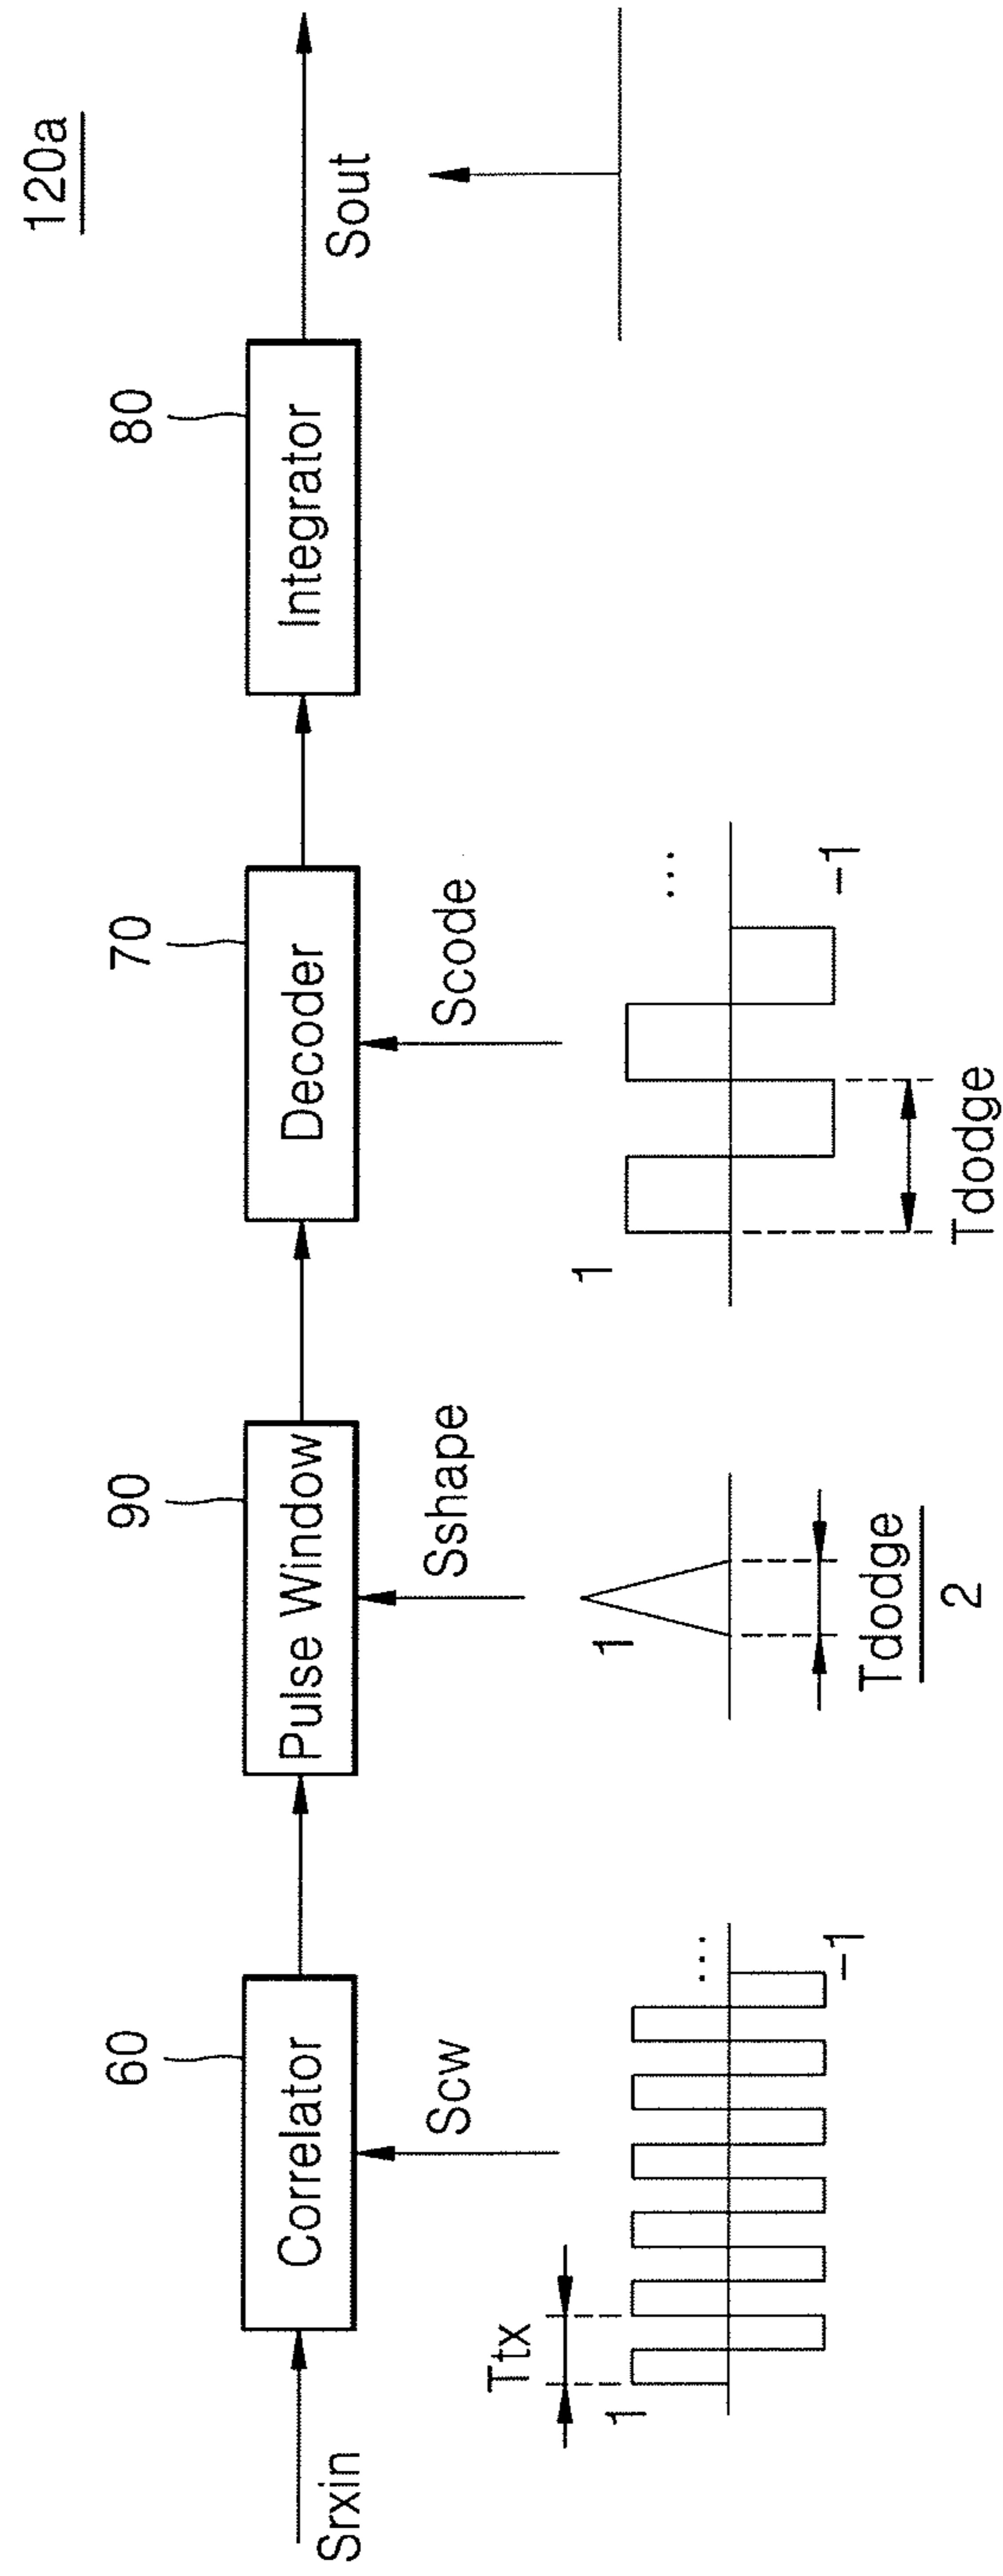 120a
60
90
70
80
Srxin
Correlator
Pulse Window
Decoder
Integrator
Sout
Scw
Sshape
Scode
Ttx
1
...
-1
1
Tdodge
2
1
...
-1
Tdodge